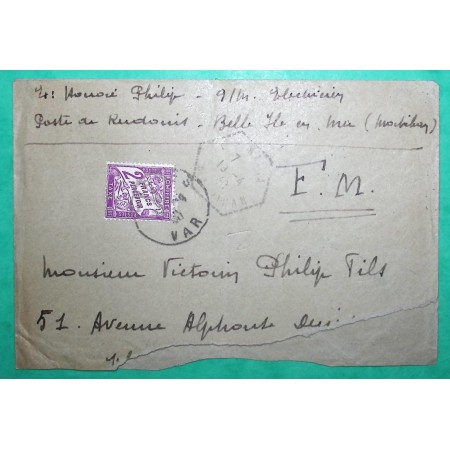 Ex: Honoré Philip - Q/M. Electricien
Poste de Kerdonis - Belle Ile en Mer (Morbihan)
F. M.
2 FRANCS
A PERCEVOIR
VAR
Monsieur Victorin Philip Fils
51. Avenue Alphonse